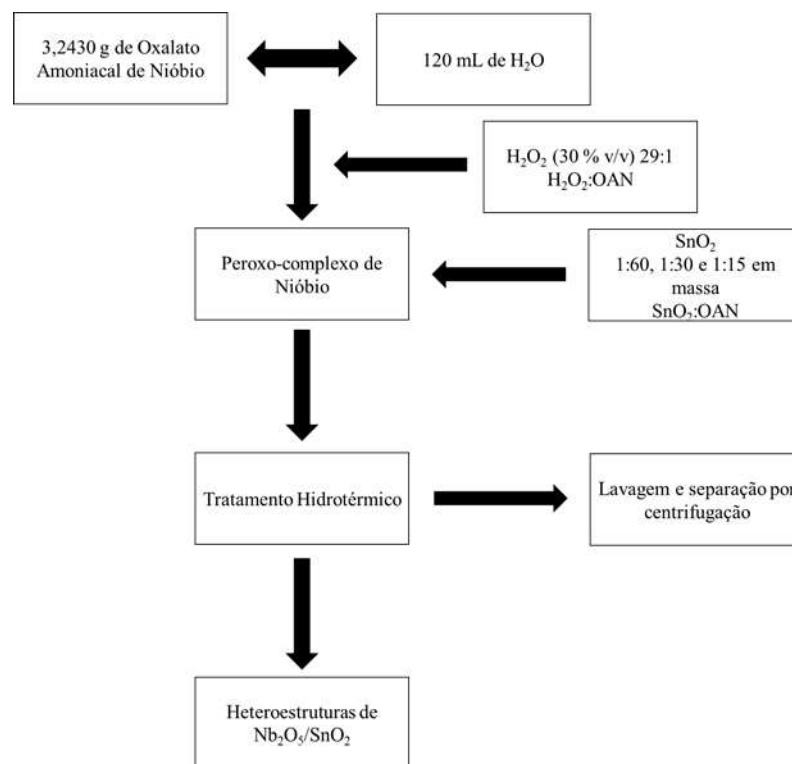 3,2430 g de Oxalato
Amoniacal de Nióbio
120 mL de H₂O
H₂O₂ (30 % v/v) 29:1
H₂O₂:OAN
Peroxo-complexo de
Nióbio
SnO₂
1:60, 1:30 e 1:15 em
massa
SnO₂:OAN
Tratamento Hidrotérmico
Lavagem e separação por
centrifugação
Heteroestruturas de
Nb₂O₅/SnO₂